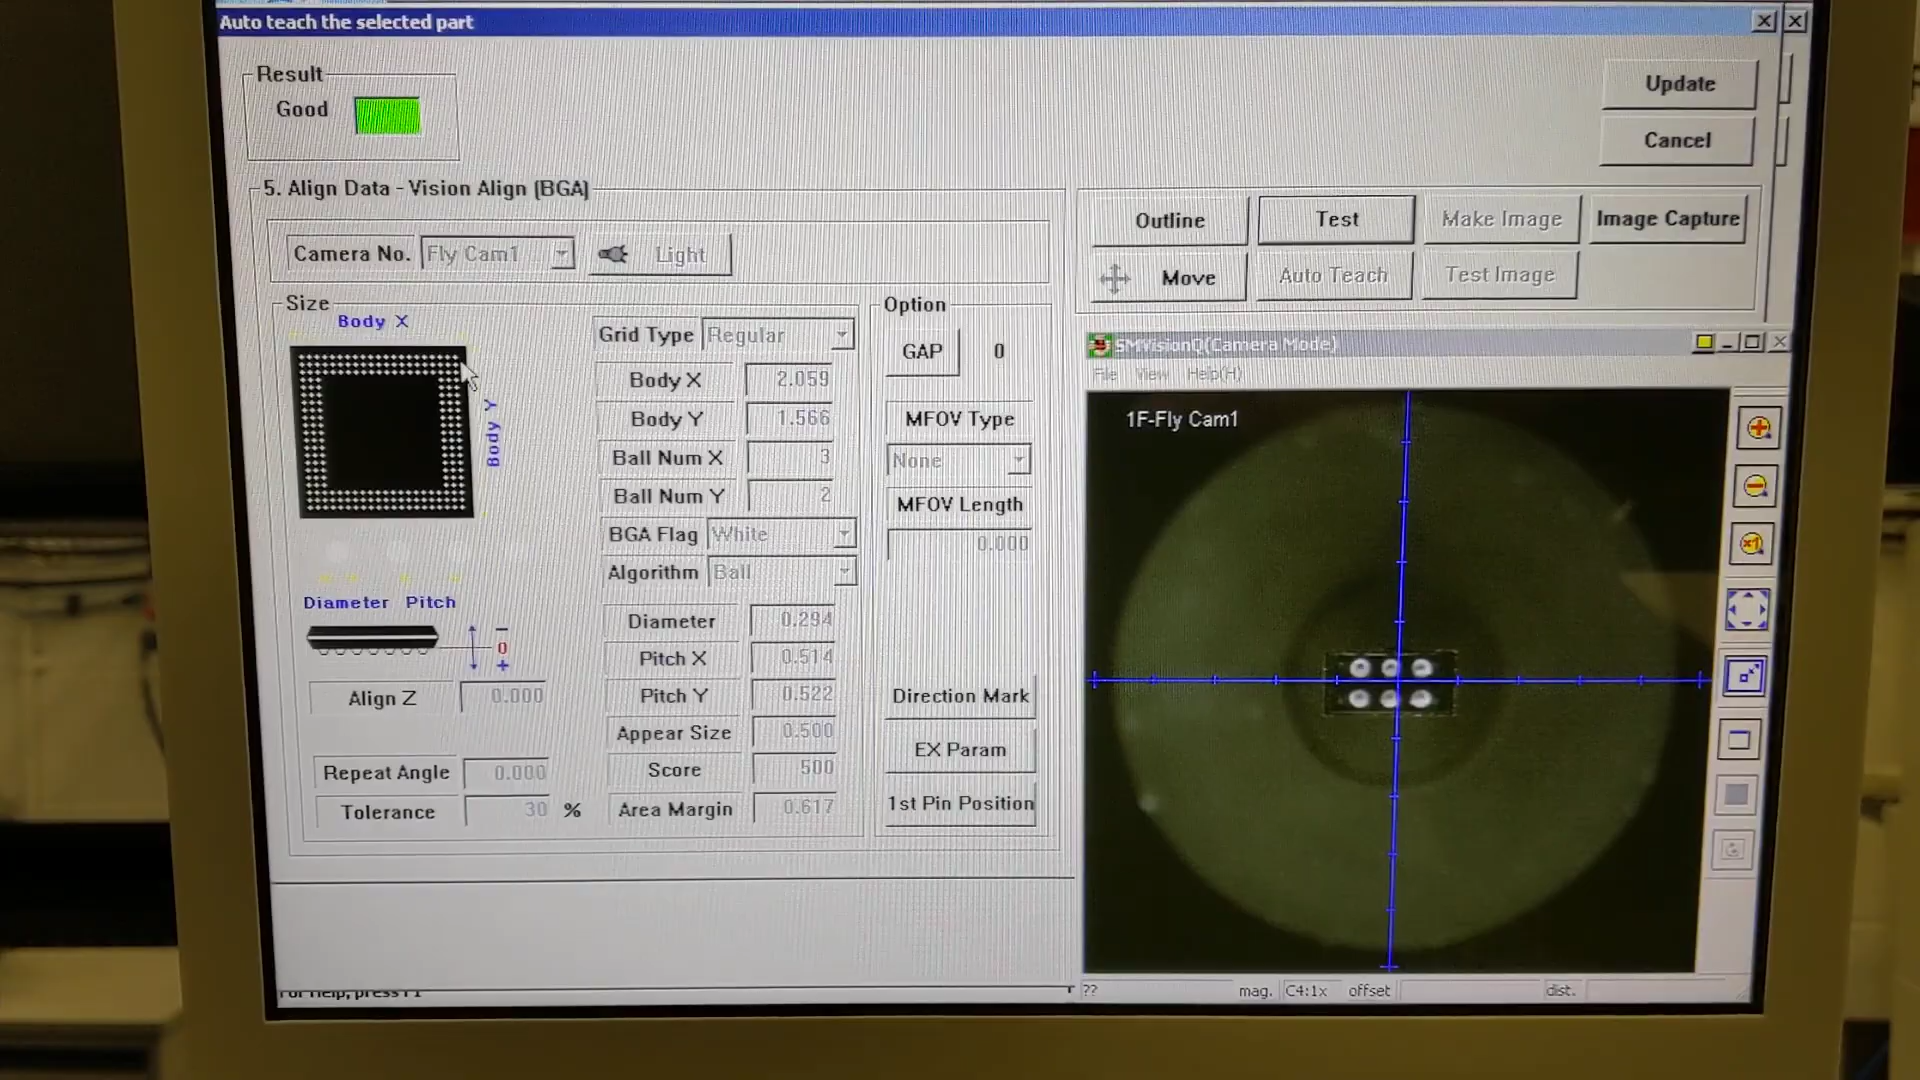 Auto teach the selected part
Result
Good
Update
Cancel
5. Align Data - Vision Align (BGA)
Camera No.
Fly Cam1
Light
Outline
Test
Make Image
Image Capture
Move
Auto Teach
Test Image
Size
Body X
Body Y
Grid Type
Regular
Body X
2.059
Body Y
1.566
Ball Num X
3
Ball Num Y
2
BGA Flag
White
Algorithm
Ball
Diameter Pitch
-
0
+
Diameter
0.294
Pitch X
0.514
Pitch Y
0.522
Appear Size
0.500
Score
500
Area Margin
0.617
Align Z
0.000
Repeat Angle
0.000
Tolerance
30
%
Option
GAP
0
MFOV Type
None
MFOV Length
0.000
Direction Mark
EX Param
1st Pin Position
SMVisionQ(Camera Mode)
File View Help(H)
1F-Fly Cam1
x1
?? mag. C4:1x offset dist.
For Help, press F1